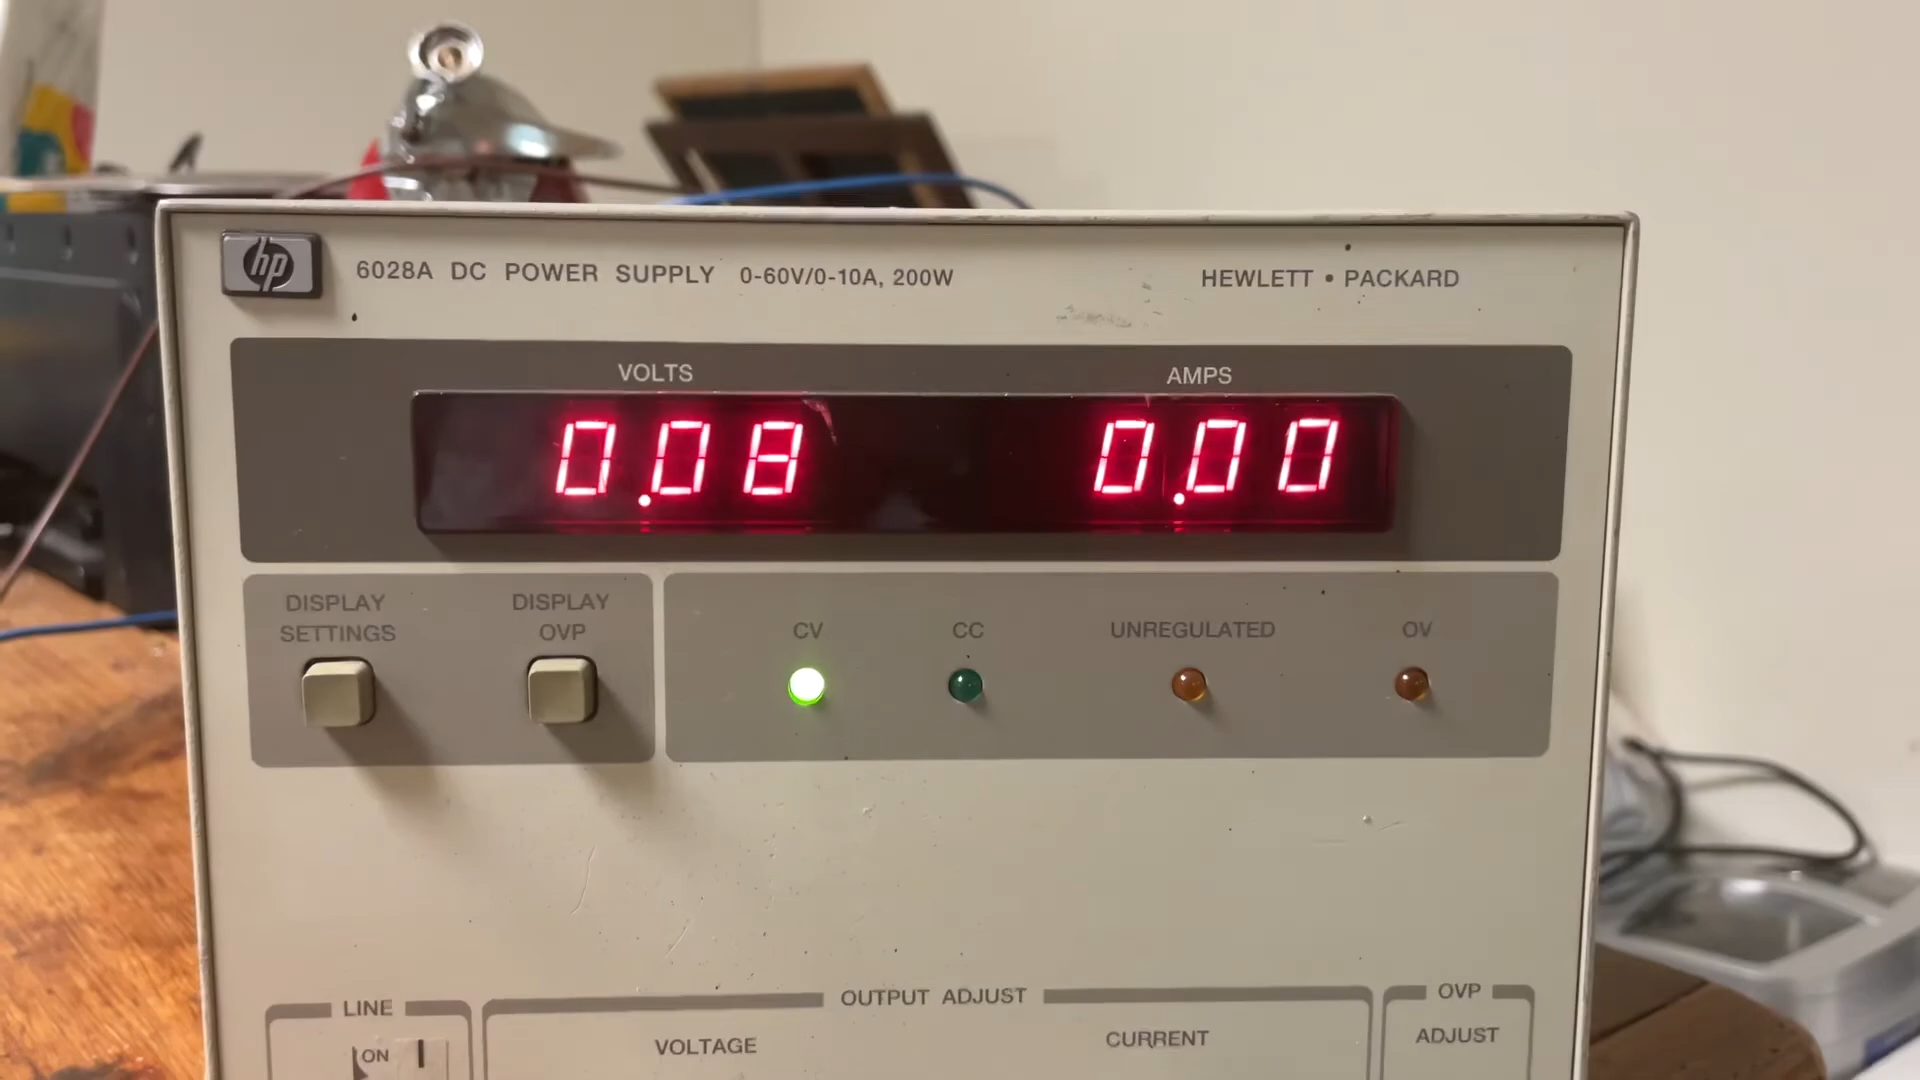 hp 6028A DC POWER SUPPLY 0-60V/0-10A, 200W HEWLETT • PACKARD
VOLTS AMPS
0.08 0.00
DISPLAY SETTINGS
DISPLAY OVP
CV CC UNREGULATED OV
LINE
ON
OUTPUT ADJUST
VOLTAGE CURRENT
OVP
ADJUST